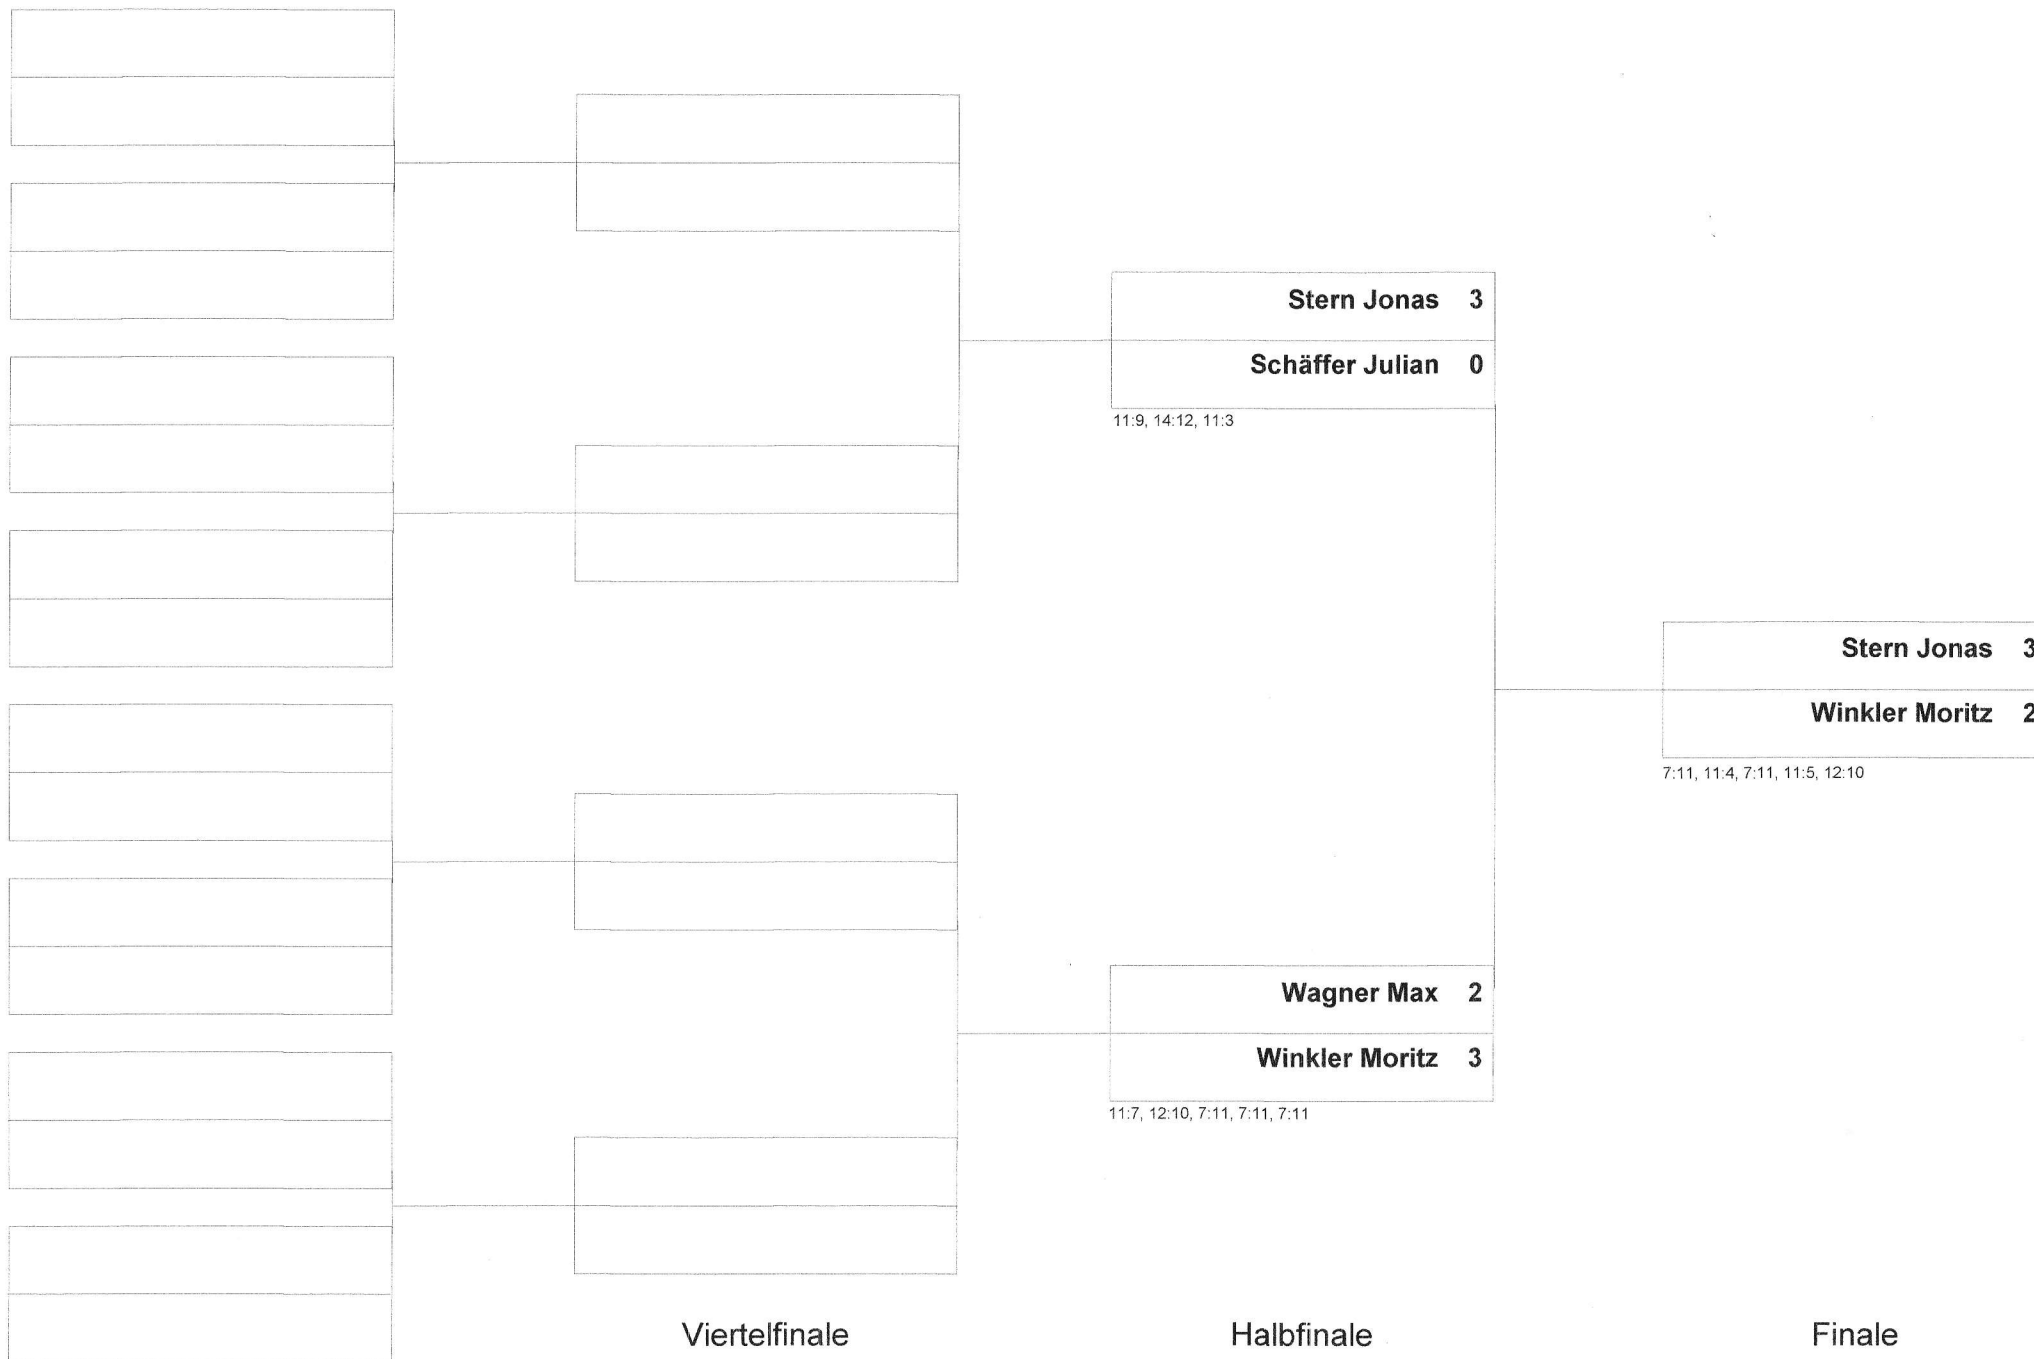 Stern Jonas 3
Schäffer Julian 0
11:9, 14:12, 11:3
Stern Jonas 3
Winkler Moritz 2
7:11, 11:4, 7:11, 11:5, 12:10
Wagner Max 2
Winkler Moritz 3
11:7, 12:10, 7:11, 7:11, 7:11
Viertelfinale Halbfinale Finale